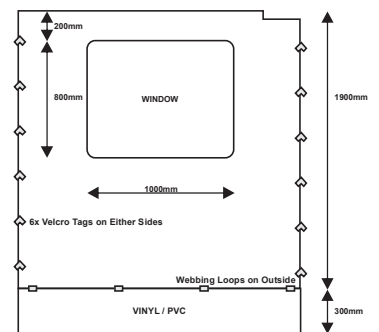 200mm
800mm
WINDOW
1900mm
1000mm
6x Velcro Tags on Either Sides
Webbing Loops on Outside
VINYL / PVC
300mm